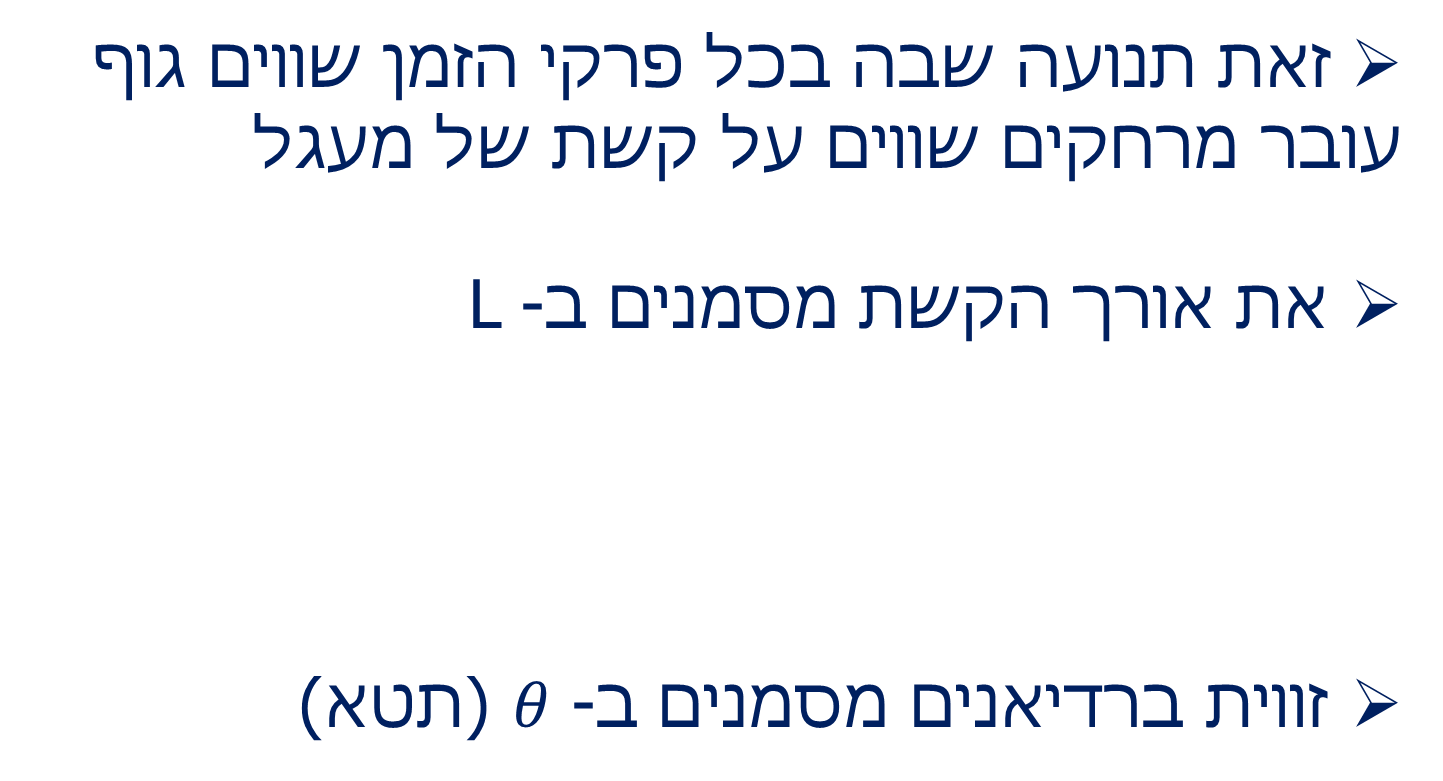 ➢ זאת תנועה שבה בכל פרקי הזמן שווים גוף
עובר מרחקים שווים על קשת של מעגל
➢ את אורך הקשת מסמנים ב- L
➢ זווית ברדיאנים מסמנים ב- θ (תטא)